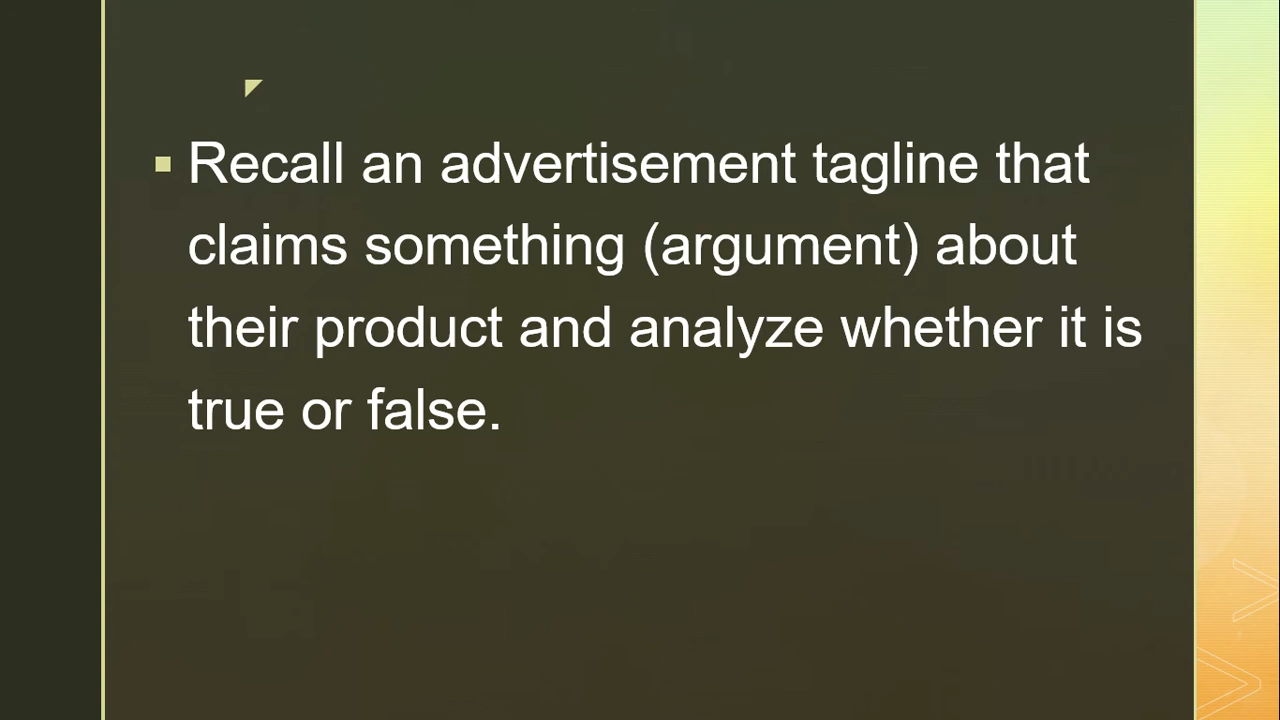 Recall an advertisement tagline that
claims something (argument) about
their product and analyze whether it is
true or false.